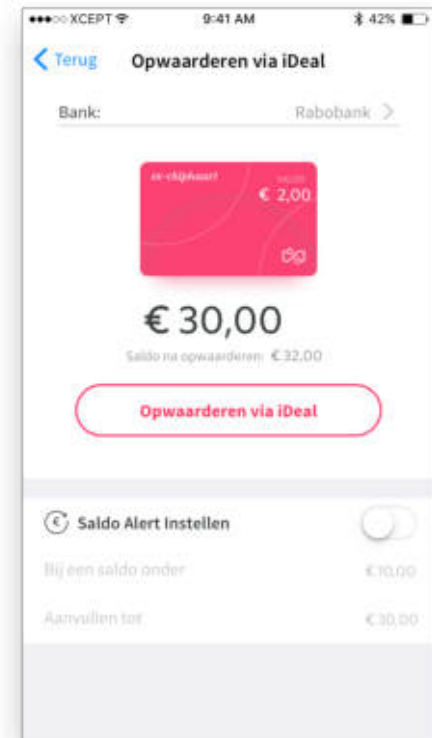 XCEPT 9:41 AM 42%
Terug Opwaarderen via iDeal
Bank: Rabobank
ov-chipkaart
€ 2,00
€ 30,00
Saldo na opwaarderen: € 32,00
Opwaarderen via iDeal
Saldo Alert Instellen
Bij een saldo onder € 10,00
Aanvullen tot € 30,00